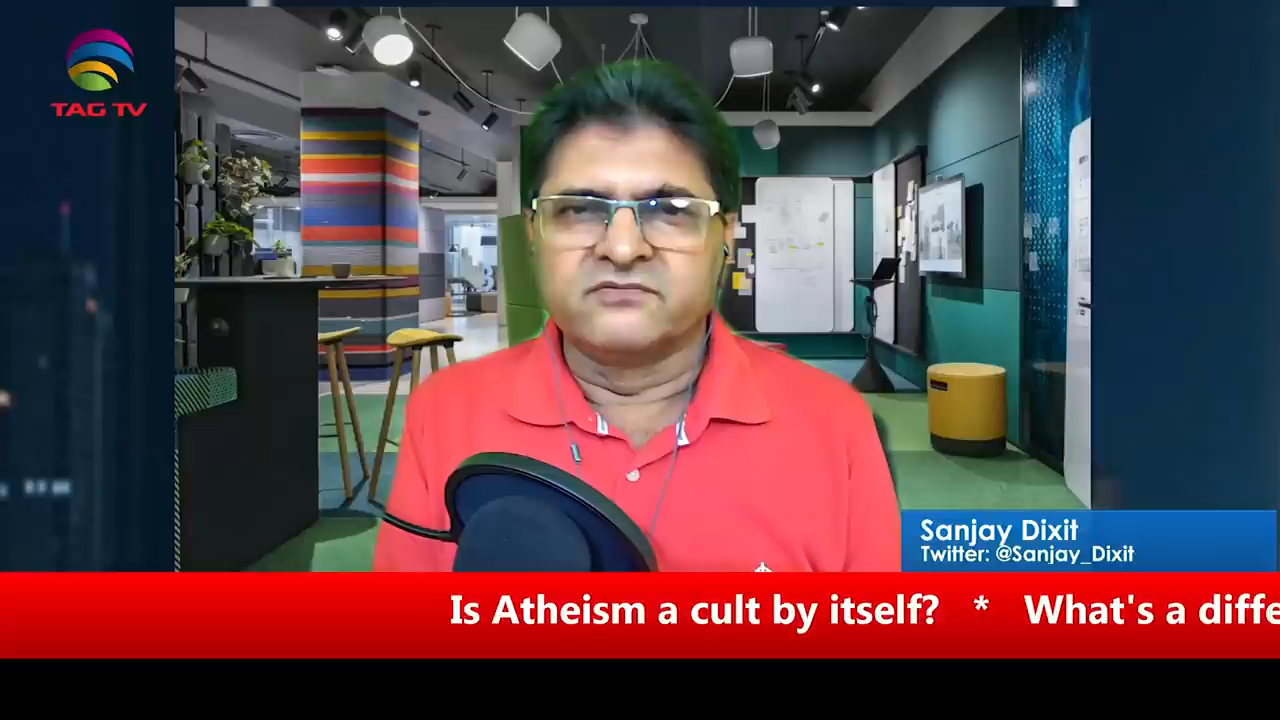 TAG TV
Sanjay Dixit
Twitter: @Sanjay_Dixit
Is Atheism a cult by itself? * What's a diffe